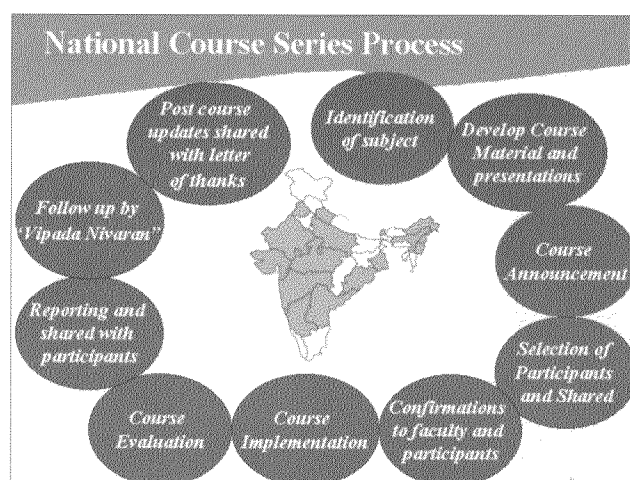 National Course Series Process
Identification
of subject
Develop Course
Material and
presentations
Course
Announcement
Selection of
Participants
and Shared
Confirmations
to faculty and
participants
Course
Implementation
Course
Evaluation
Reporting and
shared with
participants
Follow up by
"Vipada Nivaran"
Post course
updates shared
with letter
of thanks